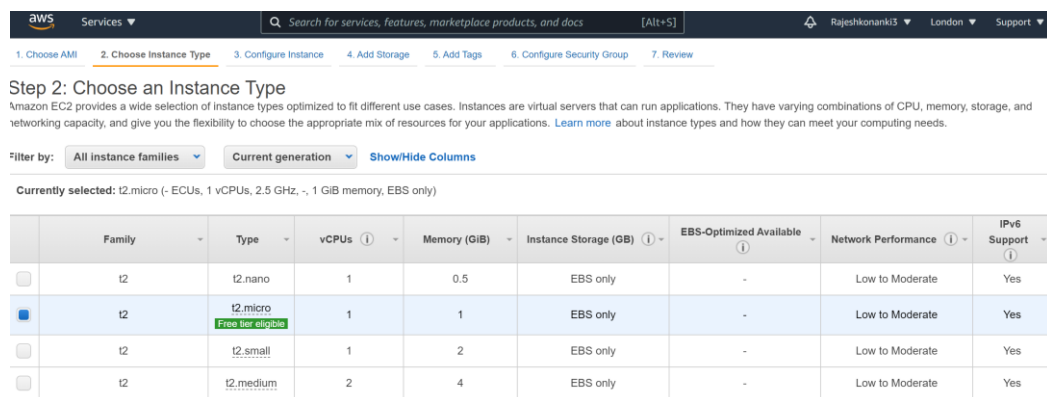 aws Services ▼ Search for services, features, marketplace products, and docs [Alt+S] Rajeshkonanki3 ▼ London ▼ Support ▼
1. Choose AMI 2. Choose Instance Type 3. Configure Instance 4. Add Storage 5. Add Tags 6. Configure Security Group 7. Review
Step 2: Choose an Instance Type
Amazon EC2 provides a wide selection of instance types optimized to fit different use cases. Instances are virtual servers that can run applications. They have varying combinations of CPU, memory, storage, and
networking capacity, and give you the flexibility to choose the appropriate mix of resources for your applications. Learn more about instance types and how they can meet your computing needs.
Filter by: All instance families Current generation Show/Hide Columns
Currently selected: t2.micro (- ECUs, 1 vCPUs, 2.5 GHz, -, 1 GiB memory, EBS only)
Family Type vCPUs Memory (GiB) Instance Storage (GB) EBS-Optimized Available Network Performance IPv6 Support
t2 t2.nano 1 0.5 EBS only - Low to Moderate Yes
t2 t2.micro 1 1 EBS only - Low to Moderate Yes
Free tier eligible
t2 t2.small 1 2 EBS only - Low to Moderate Yes
t2 t2.medium 2 4 EBS only - Low to Moderate Yes